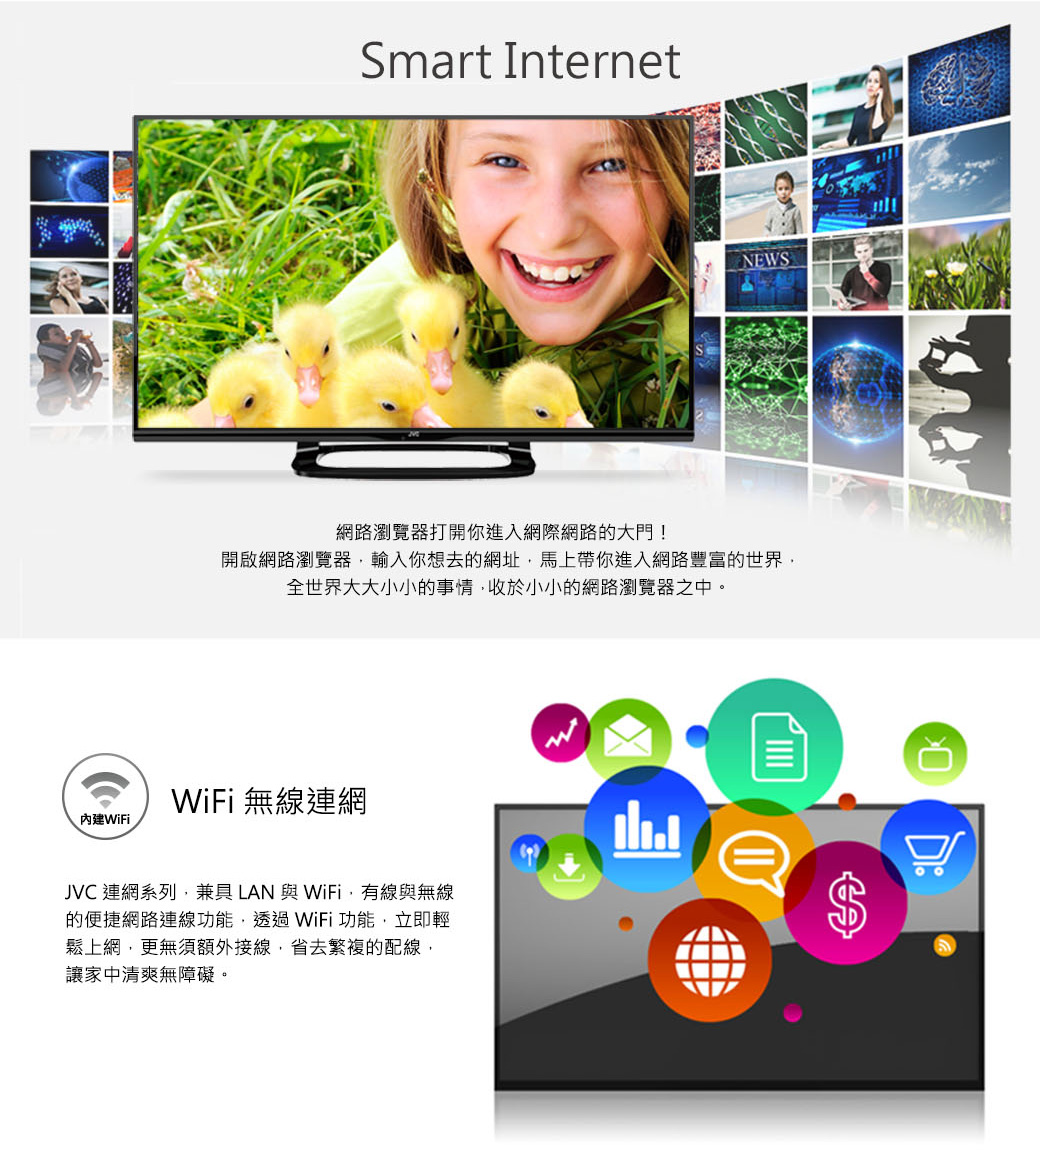 Smart Internet
NEWS
JVC
網路瀏覽器打開你進入網際網路的大門！
開啟網路瀏覽器，輸入你想去的網址，馬上帶你進入網路豐富的世界，
全世界大大小小的事情，收於小小的網路瀏覽器之中。
內建WiFi
WiFi 無線連網
JVC 連網系列，兼具 LAN 與 WiFi，有線與無線
的便捷網路連線功能，透過 WiFi 功能，立即輕
鬆上網，更無須額外接線，省去繁複的配線，
讓家中清爽無障礙。